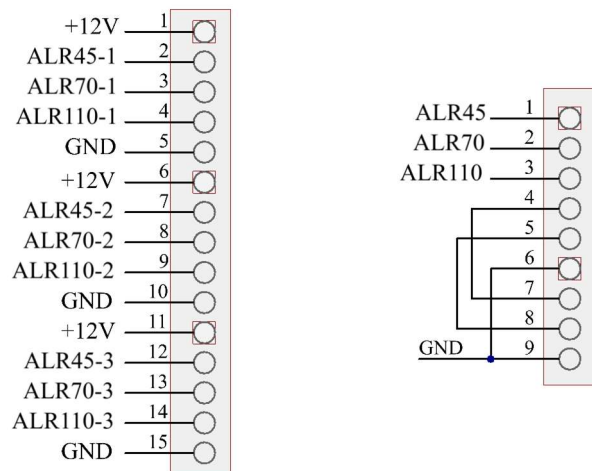 +12V 1
ALR45-1 2
ALR70-1 3
ALR110-1 4
GND 5
+12V 6
ALR45-2 7
ALR70-2 8
ALR110-2 9
GND 10
+12V 11
ALR45-3 12
ALR70-3 13
ALR110-3 14
GND 15
ALR45 1
ALR70 2
ALR110 3
4
5
6
7
8
GND 9